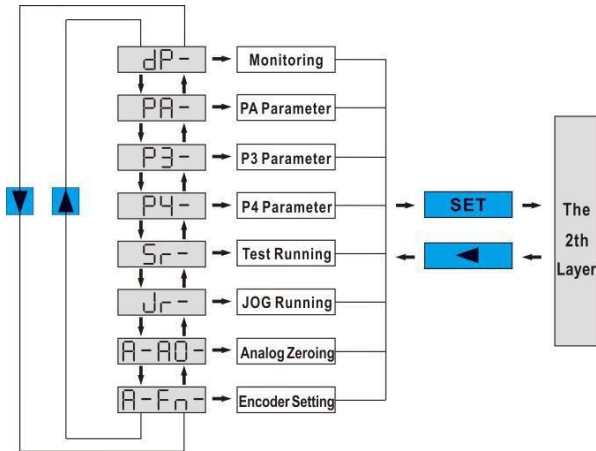 dP- Monitoring
PA- PA Parameter
P3- P3 Parameter
P4- P4 Parameter
SET
Sr- Test Running
Jr- JOG Running
A-A0- Analog Zeroing
A-Fn- Encoder Setting
The
2th
Layer